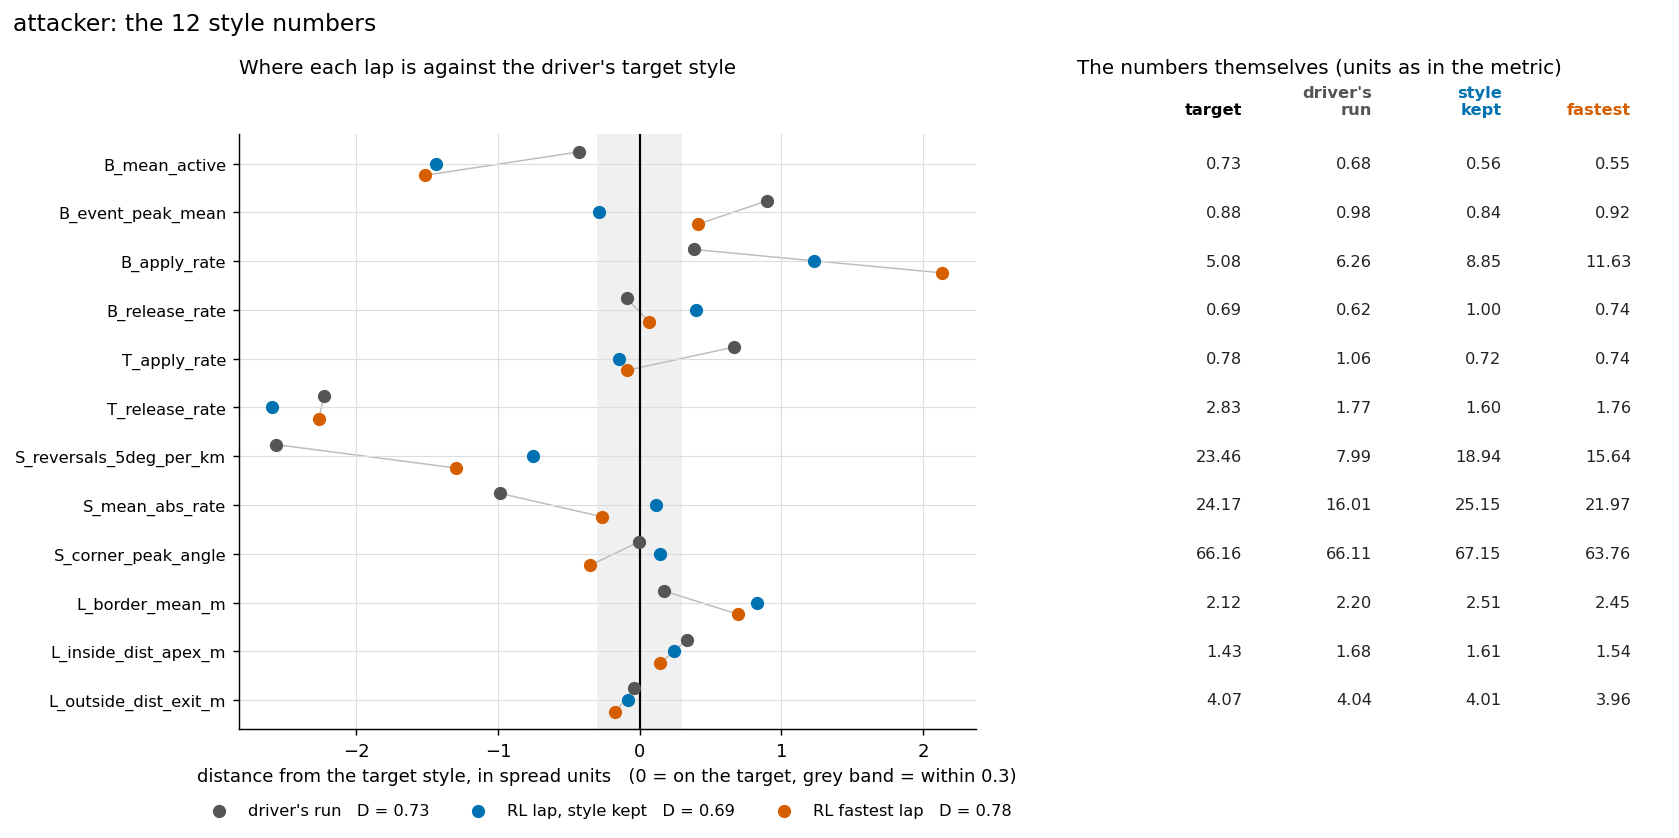 attacker: the 12 style numbers
Where each lap is against the driver's target style
The numbers themselves (units as in the metric)
target driver's run style kept fastest
B_mean_active 0.73 0.68 0.56 0.55
B_event_peak_mean 0.88 0.98 0.84 0.92
B_apply_rate 5.08 6.26 8.85 11.63
B_release_rate 0.69 0.62 1.00 0.74
T_apply_rate 0.78 1.06 0.72 0.74
T_release_rate 2.83 1.77 1.60 1.76
S_reversals_5deg_per_km 23.46 7.99 18.94 15.64
S_mean_abs_rate 24.17 16.01 25.15 21.97
S_corner_peak_angle 66.16 66.11 67.15 63.76
L_border_mean_m 2.12 2.20 2.51 2.45
L_inside_dist_apex_m 1.43 1.68 1.61 1.54
L_outside_dist_exit_m 4.07 4.04 4.01 3.96
−2 −1 0 1 2
distance from the target style, in spread units (0 = on the target, grey band = within 0.3)
driver's run D = 0.73 RL lap, style kept D = 0.69 RL fastest lap D = 0.78